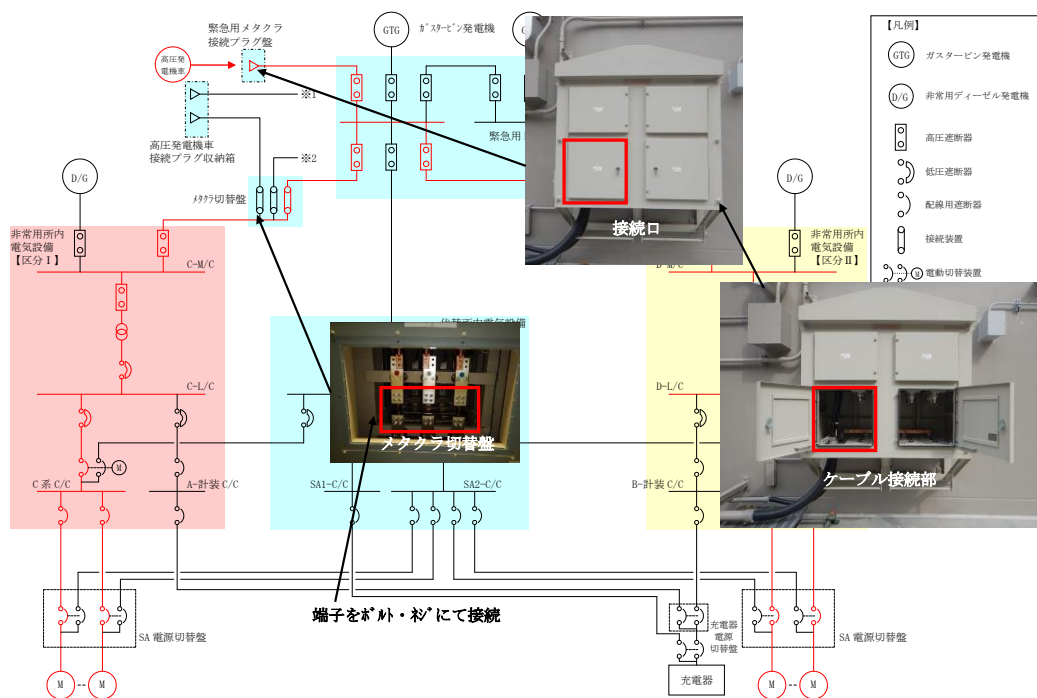 緊急用メタクラ
接続プラグ盤
GTG
ガスタービン発電機
G
高圧発
電機車
※1
高圧発電機車
接続プラグ収納箱
※2
緊急用
メタクラ切替盤
D/G
D/G
接続口
【凡例】
GTG
ガスタービン発電機
D/G
非常用ディーゼル発電機
高圧遮断器
低圧遮断器
配線用遮断器
接続装置
M
電動切替装置
非常用所内
電気設備
【区分Ⅰ】
C-M/C
非常用所内
電気設備
【区分Ⅱ】
D-M/C
代替所内電気設備
C-L/C
D-L/C
メタクラ切替盤
ケーブル接続部
M
C系 C/C
A-計装 C/C
SA1-C/C
SA2-C/C
B-計装 C/C
端子をボルト・ネジにて接続
SA 電源切替盤
充電器
電源
切替盤
SA 電源切替盤
M
--
M
充電器
M
--
M